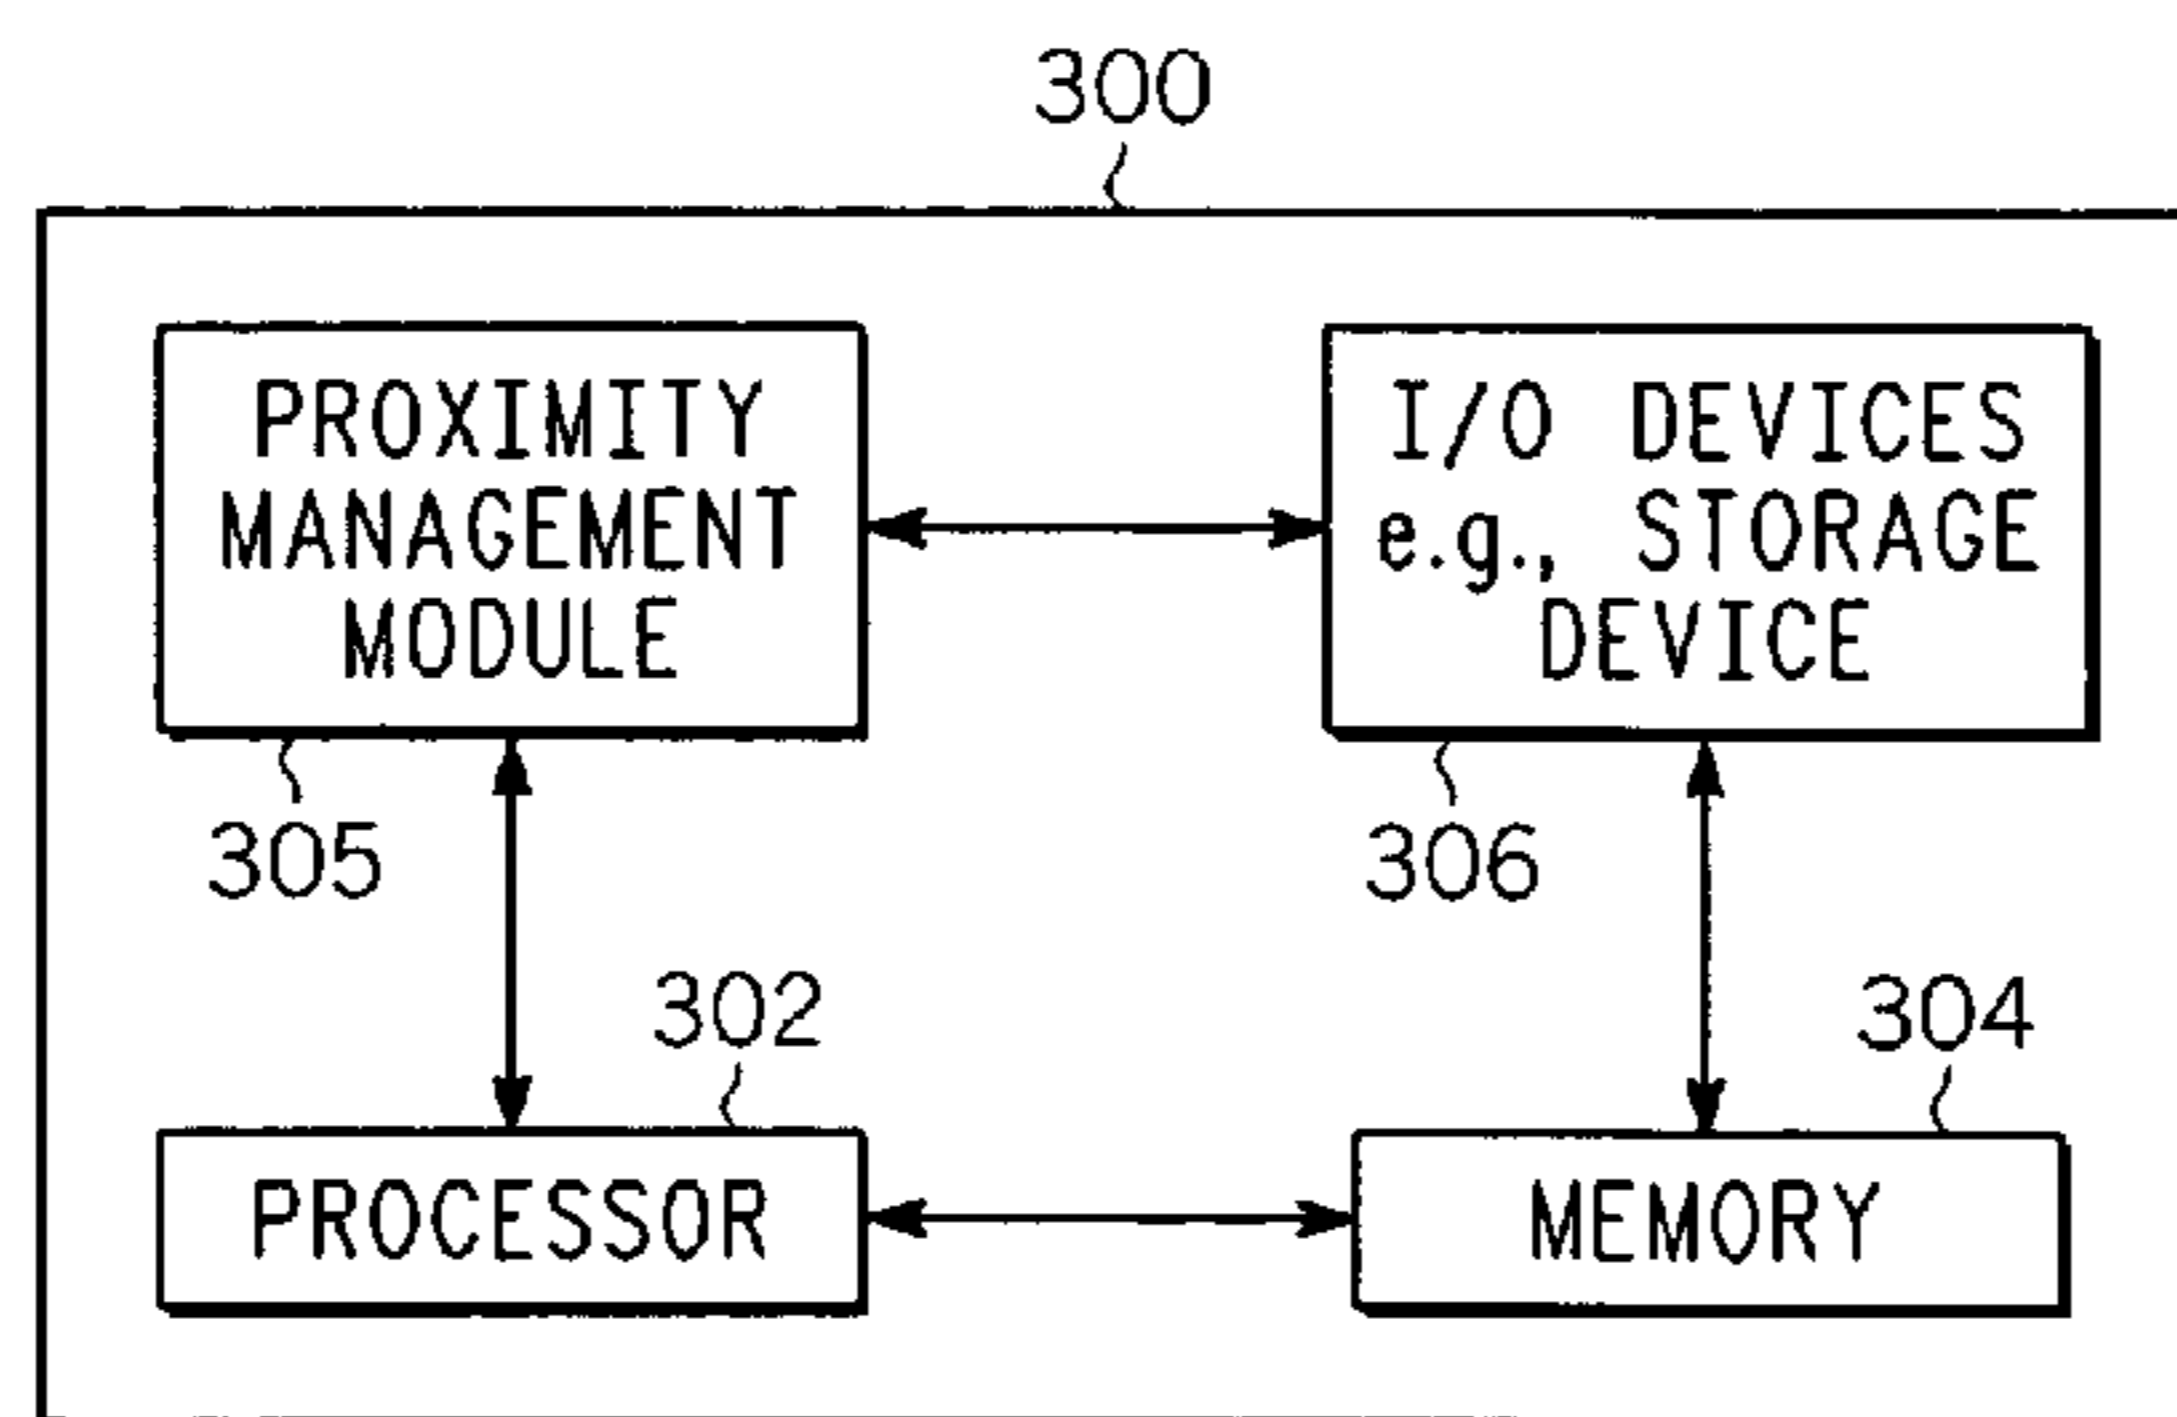 300
PROXIMITY
MANAGEMENT
MODULE
I/O DEVICES
e.g., STORAGE
DEVICE
305
306
302
304
PROCESSOR
MEMORY